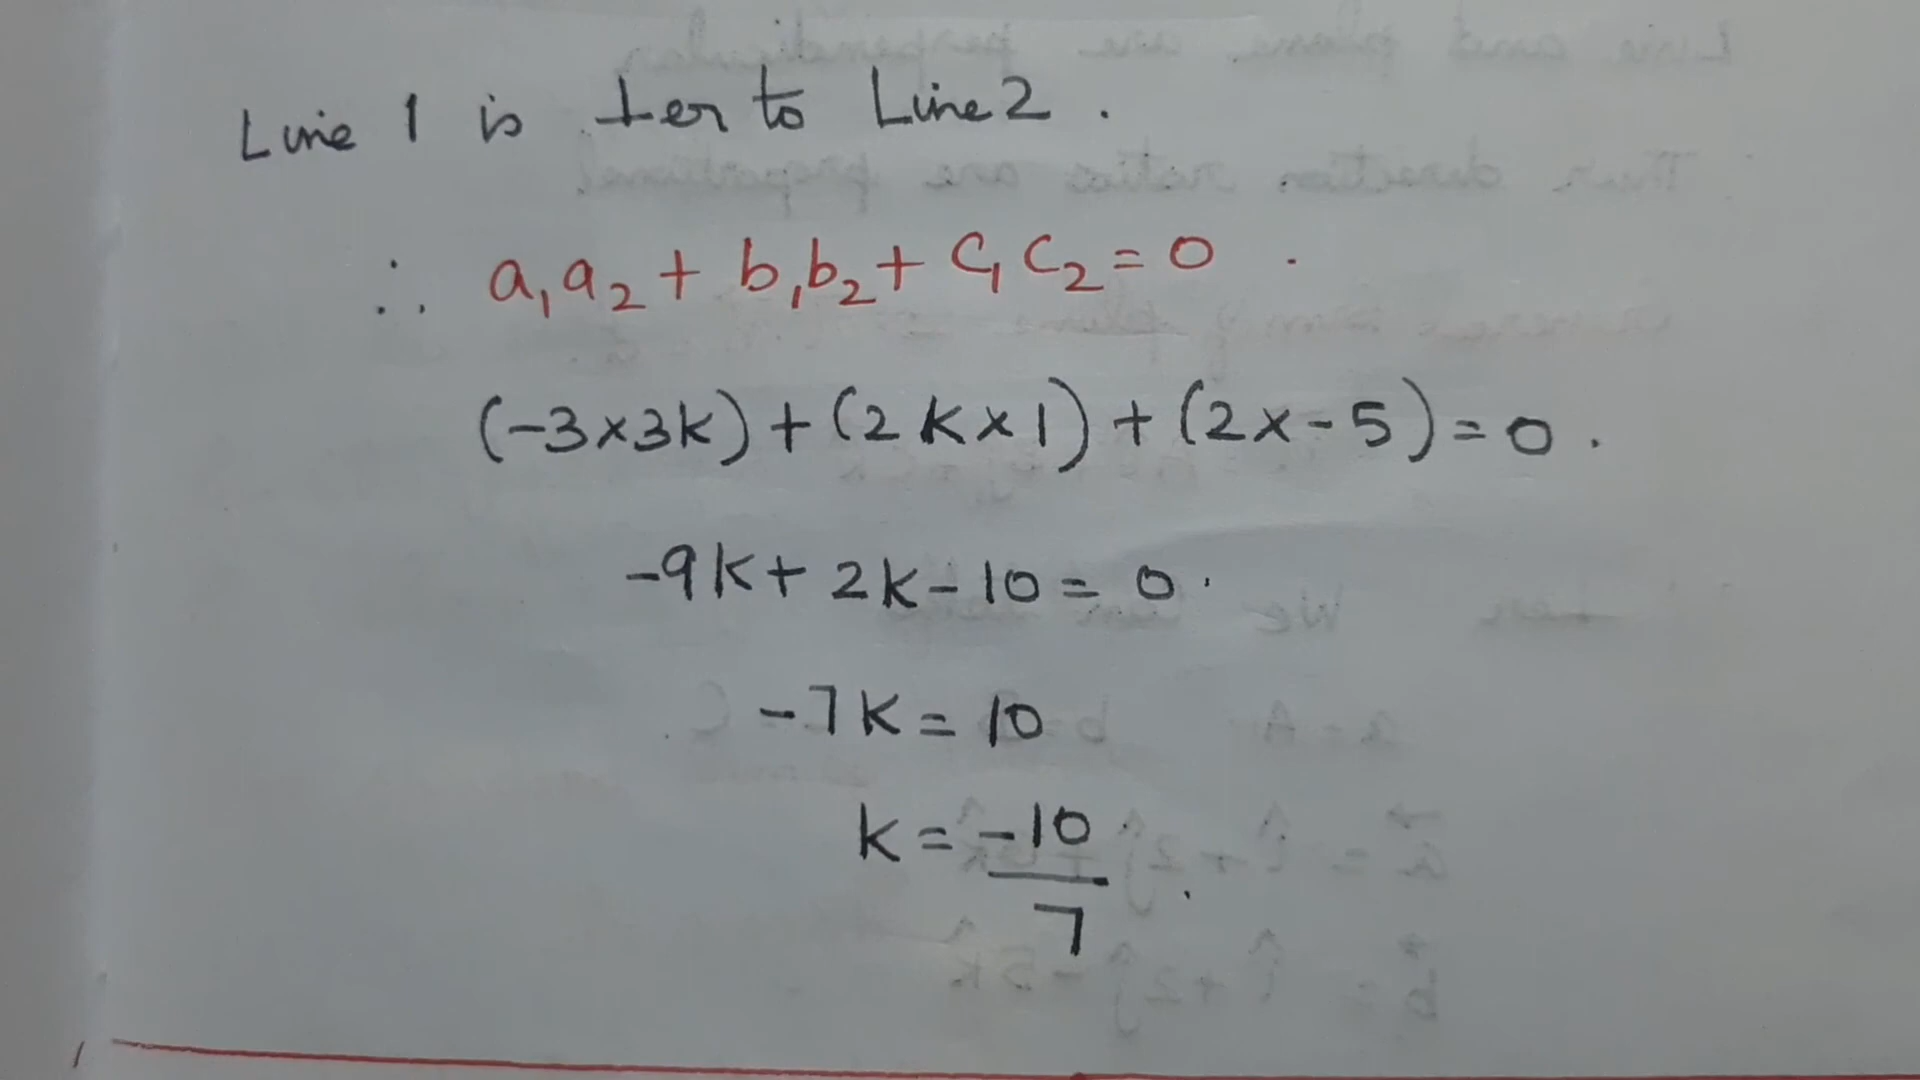 Line 1 is ⊥er to Line 2 .
∴ a₁a₂ + b₁b₂ + c₁c₂ = 0 .
(-3×3k) + (2k×1) + (2×-5) = 0 .
-9k + 2k - 10 = 0 .
-7k = 10
k = -10/7 .